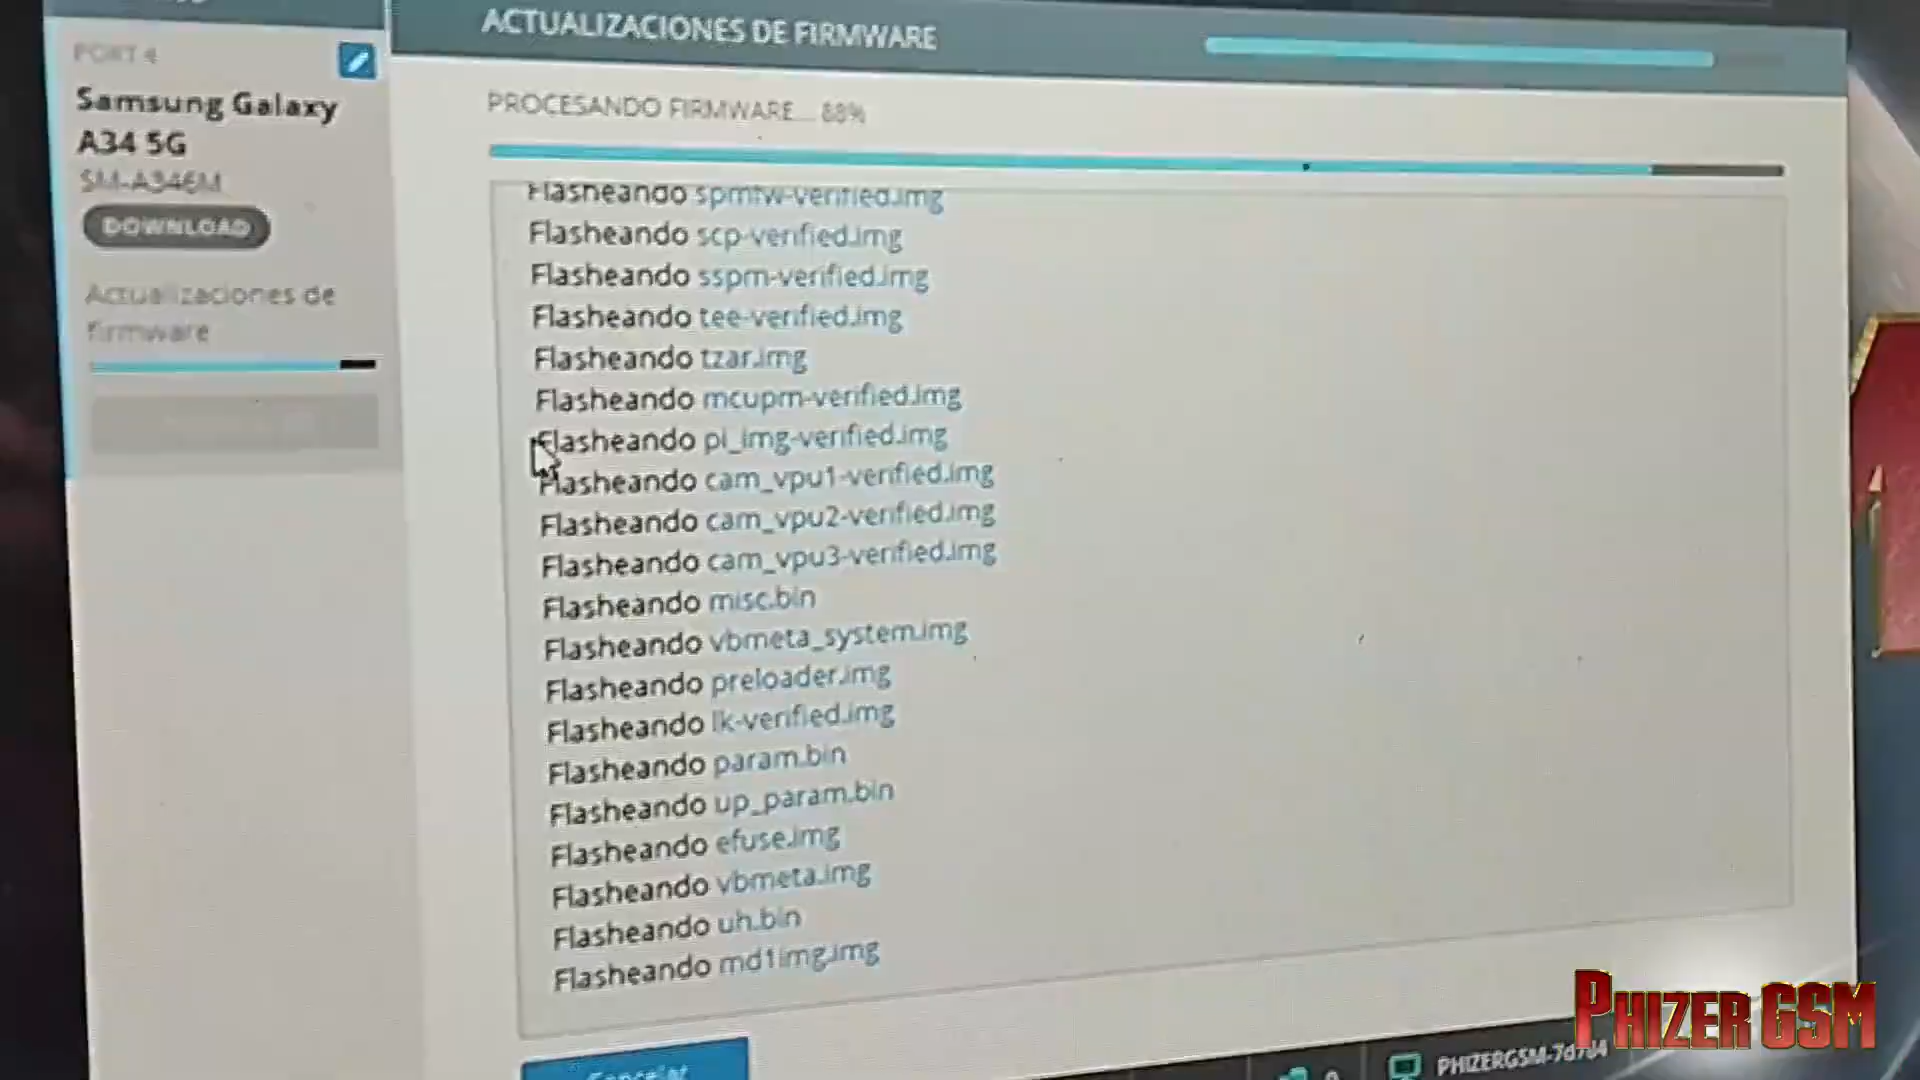 PORT 4
Samsung Galaxy
A34 5G
SM-A346M
DOWNLOAD
Actualizaciones de
firmware
ACTUALIZACIONES DE FIRMWARE
PROCESANDO FIRMWARE... 88%
Flasheando spmfw-verified.img
Flasheando scp-verified.img
Flasheando sspm-verified.img
Flasheando tee-verified.img
Flasheando tzar.img
Flasheando mcupm-verified.img
Flasheando pi_img-verified.img
Flasheando cam_vpu1-verified.img
Flasheando cam_vpu2-verified.img
Flasheando cam_vpu3-verified.img
Flasheando misc.bin
Flasheando vbmeta_system.img
Flasheando preloader.img
Flasheando lk-verified.img
Flasheando param.bin
Flasheando up_param.bin
Flasheando efuse.img
Flasheando vbmeta.img
Flasheando uh.bin
Flasheando md1img.img
Cancelar
0
PHIZER GSM